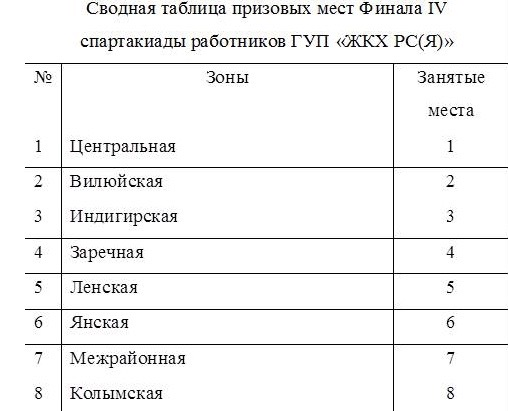 Сводная таблица призовых мест Финала IV
спартакиады работников ГУП «ЖКХ РС(Я)»
№ Зоны Занятые
места
1 Центральная 1
2 Вилюйская 2
3 Индигирская 3
4 Заречная 4
5 Ленская 5
6 Янская 6
7 Межрайонная 7
8 Колымская 8